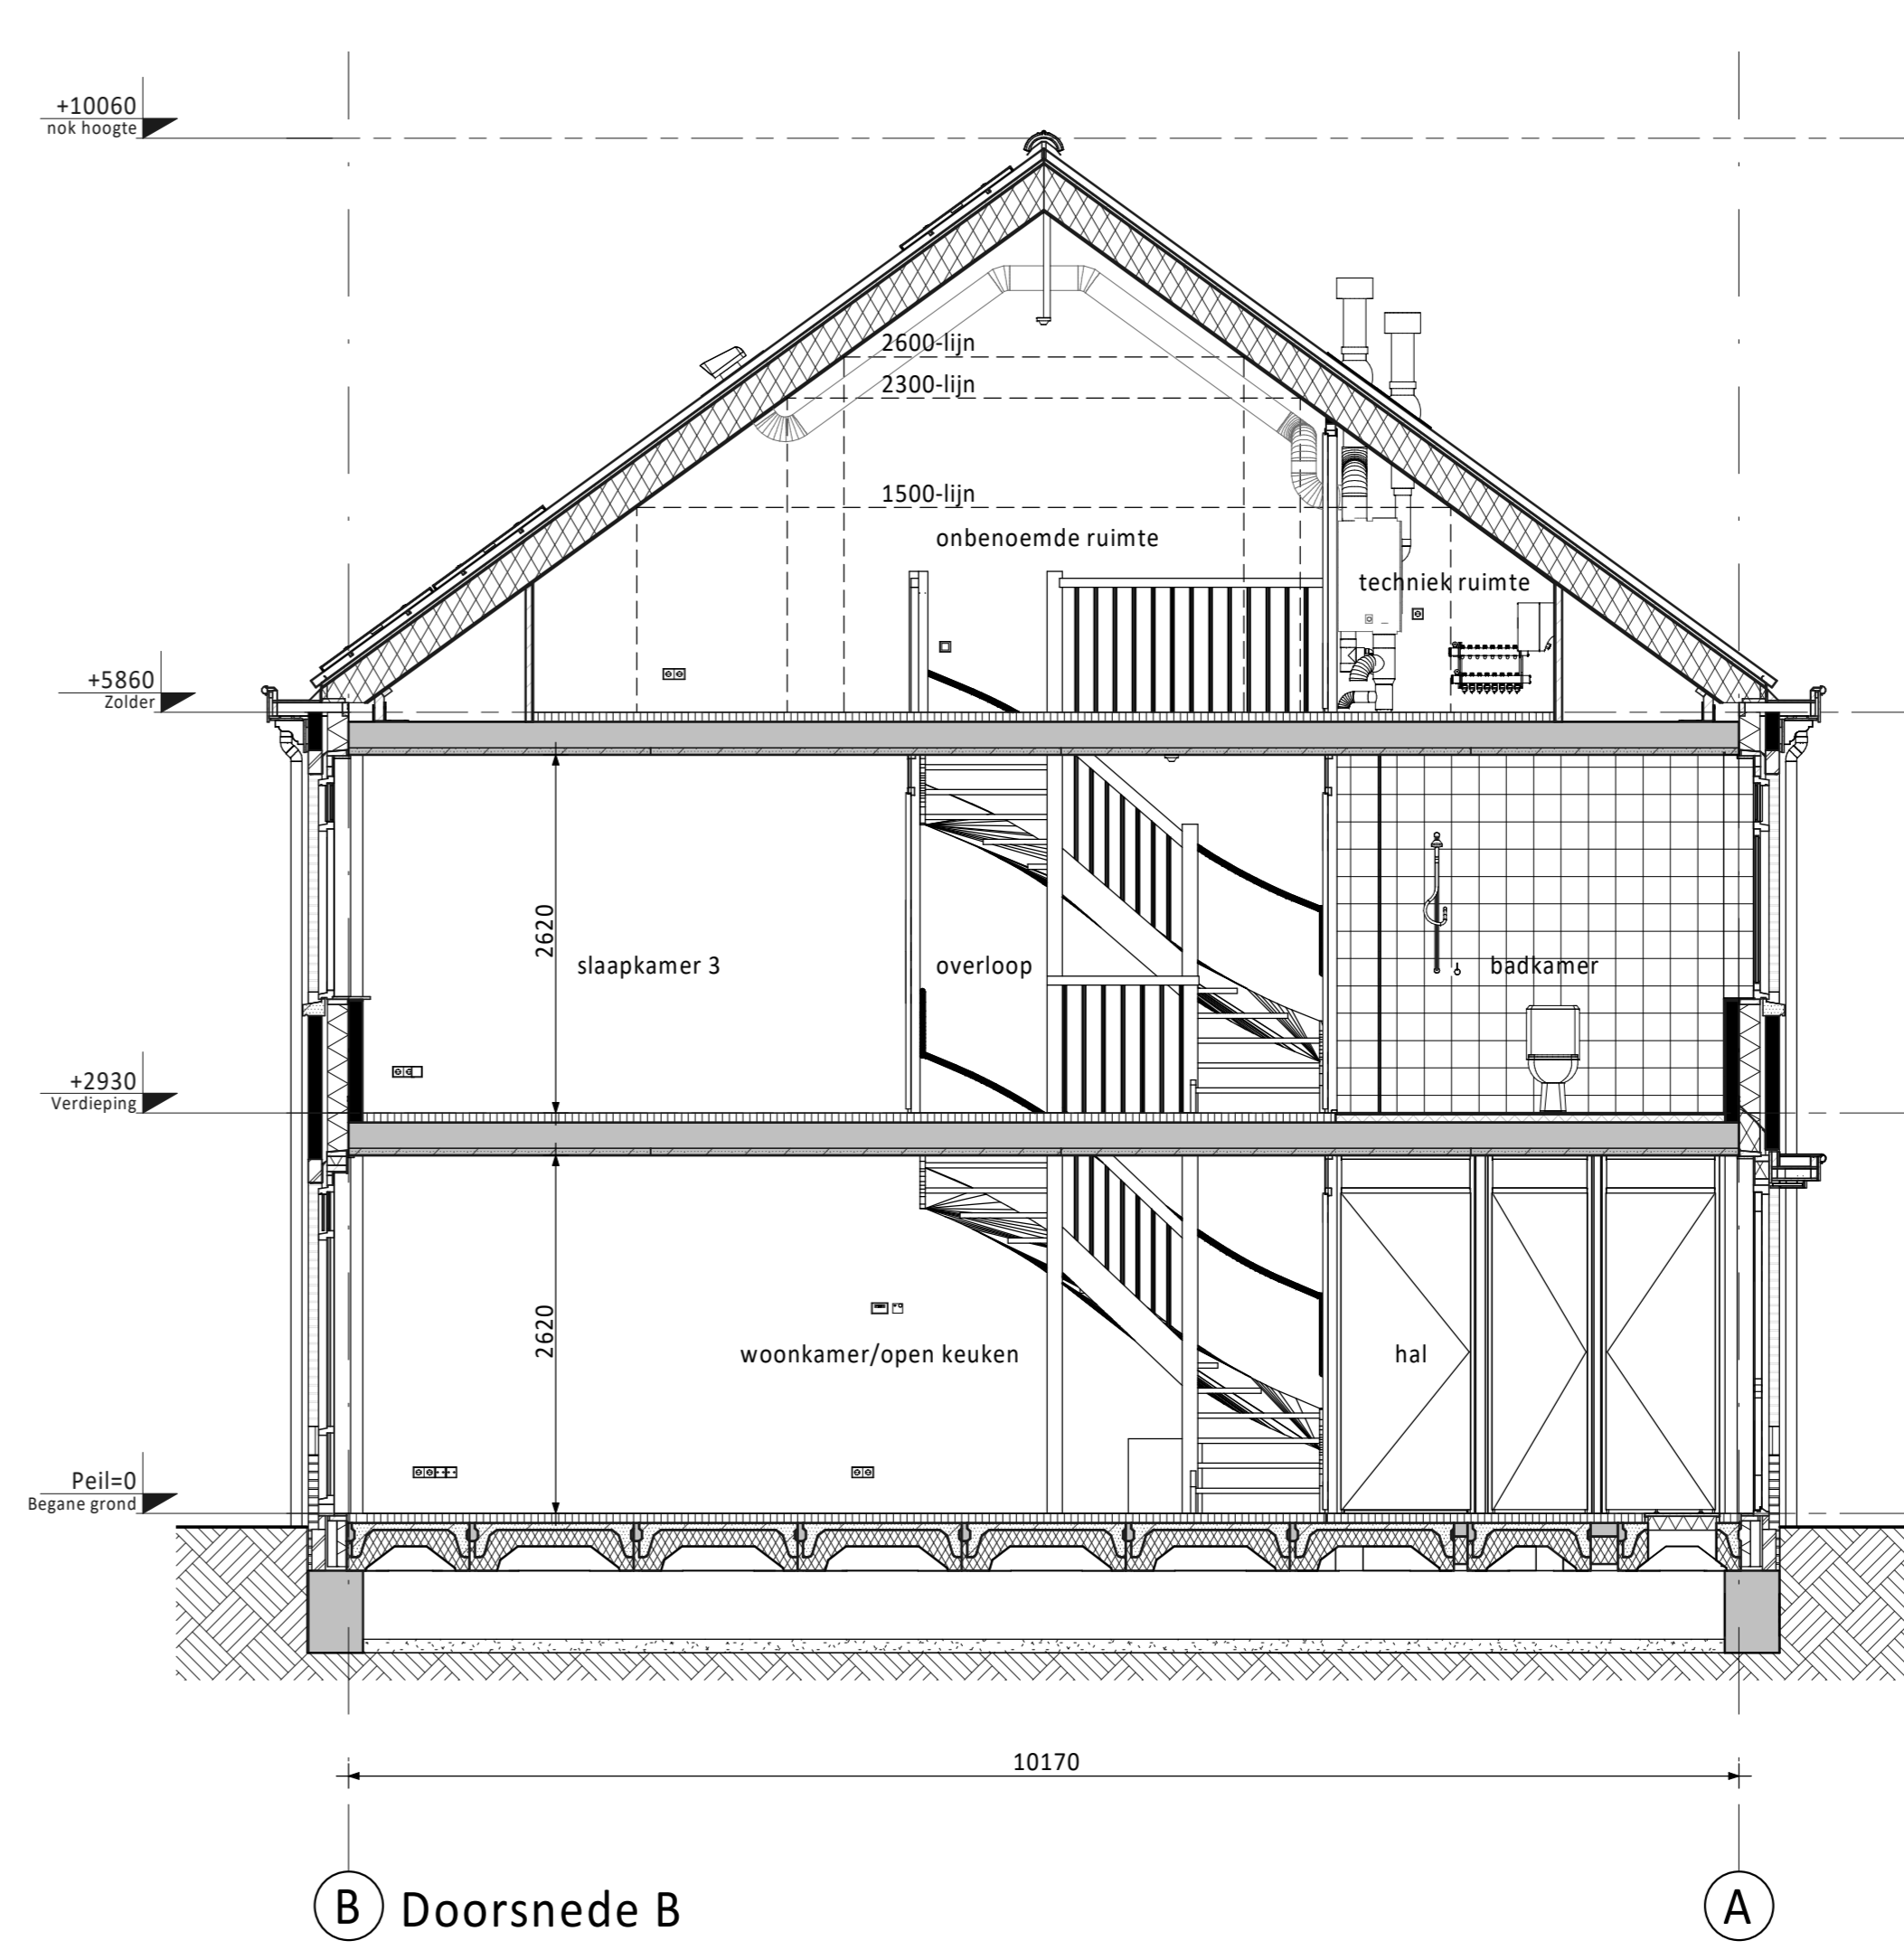 +10060
nok hoogte
2600-lijn
2300-lijn
1500-lijn
onbenoemde ruimte
techniek ruimte
+5860
Zolder
2620
slaapkamer 3
overloop
badkamer
+2930
Verdieping
2620
woonkamer/open keuken
hal
Peil=0
Begane grond
10170
B
Doorsnede B
A